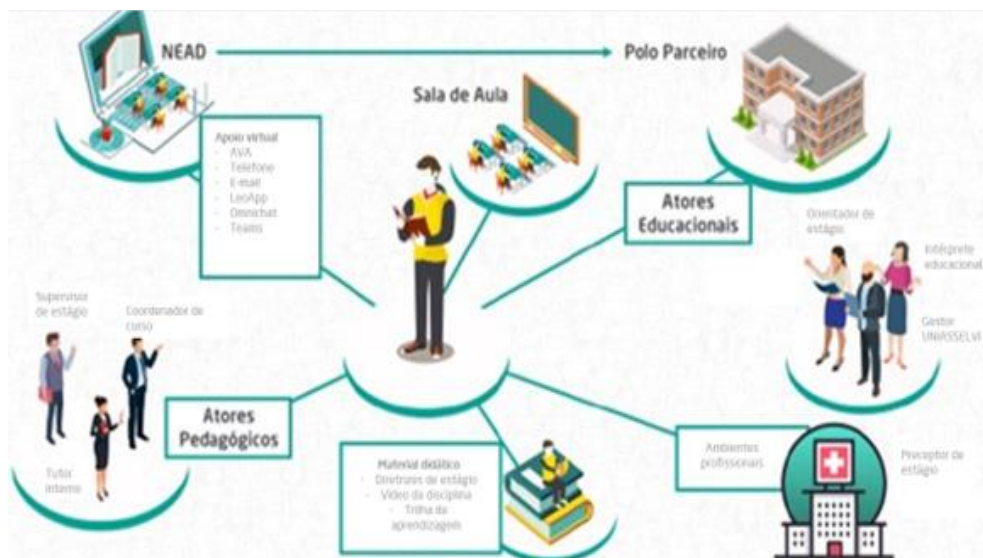 NEAD
Polo Parceiro
Sala de Aula
Apoio virtual
- AVA
- Telefone
- E-mail
- LeoApp
- Omnichat
- Teams
Atores
Educacionais
Orientador de
estágio
Intéprete
educacional
Gestor
UNIASSELVI
Supervisor
de estágio
Coordenador de
curso
Tutor
interno
Atores
Pedagógicos
Material didático
- Diretrizes de estágio
- Vídeo da disciplina
- Trilha da
aprendizagem
Ambientes
profissionais
Preceptor de
estágio